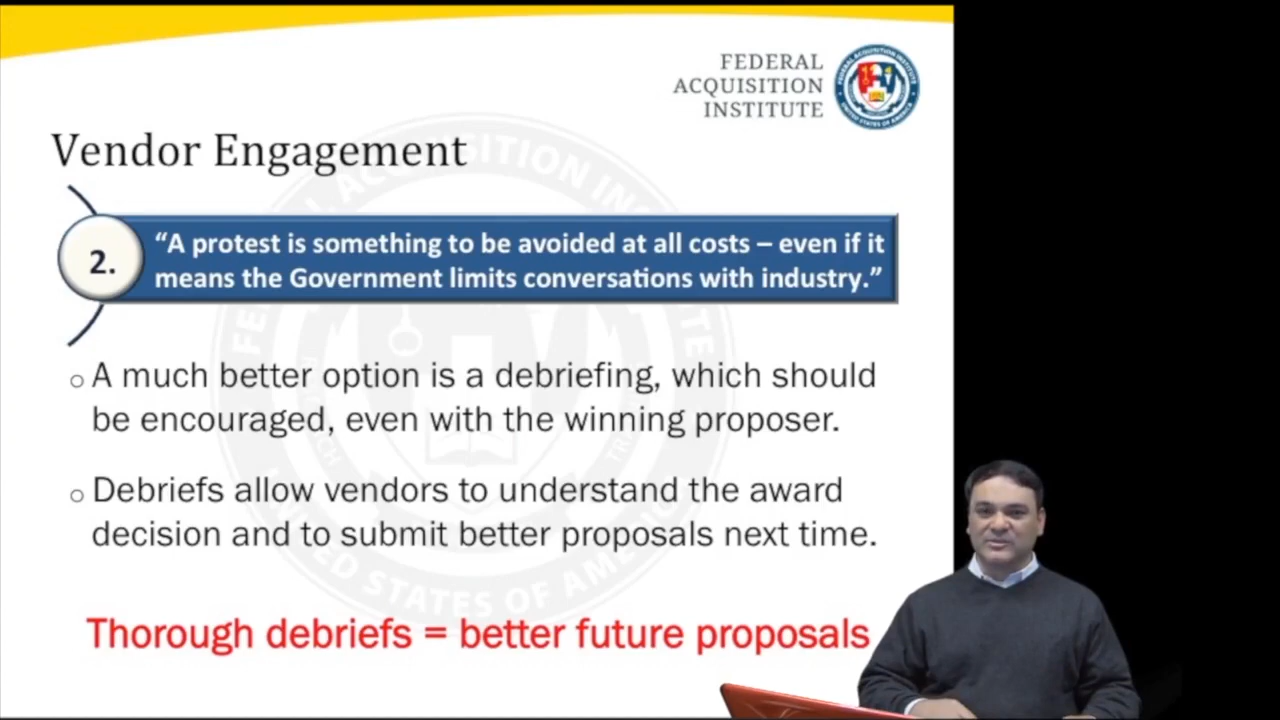 FEDERAL
ACQUISITION
INSTITUTE
Vendor Engagement
2.
“A protest is something to be avoided at all costs – even if it
means the Government limits conversations with industry.”
o A much better option is a debriefing, which should
be encouraged, even with the winning proposer.
o Debriefs allow vendors to understand the award
decision and to submit better proposals next time.
Thorough debriefs = better future proposals